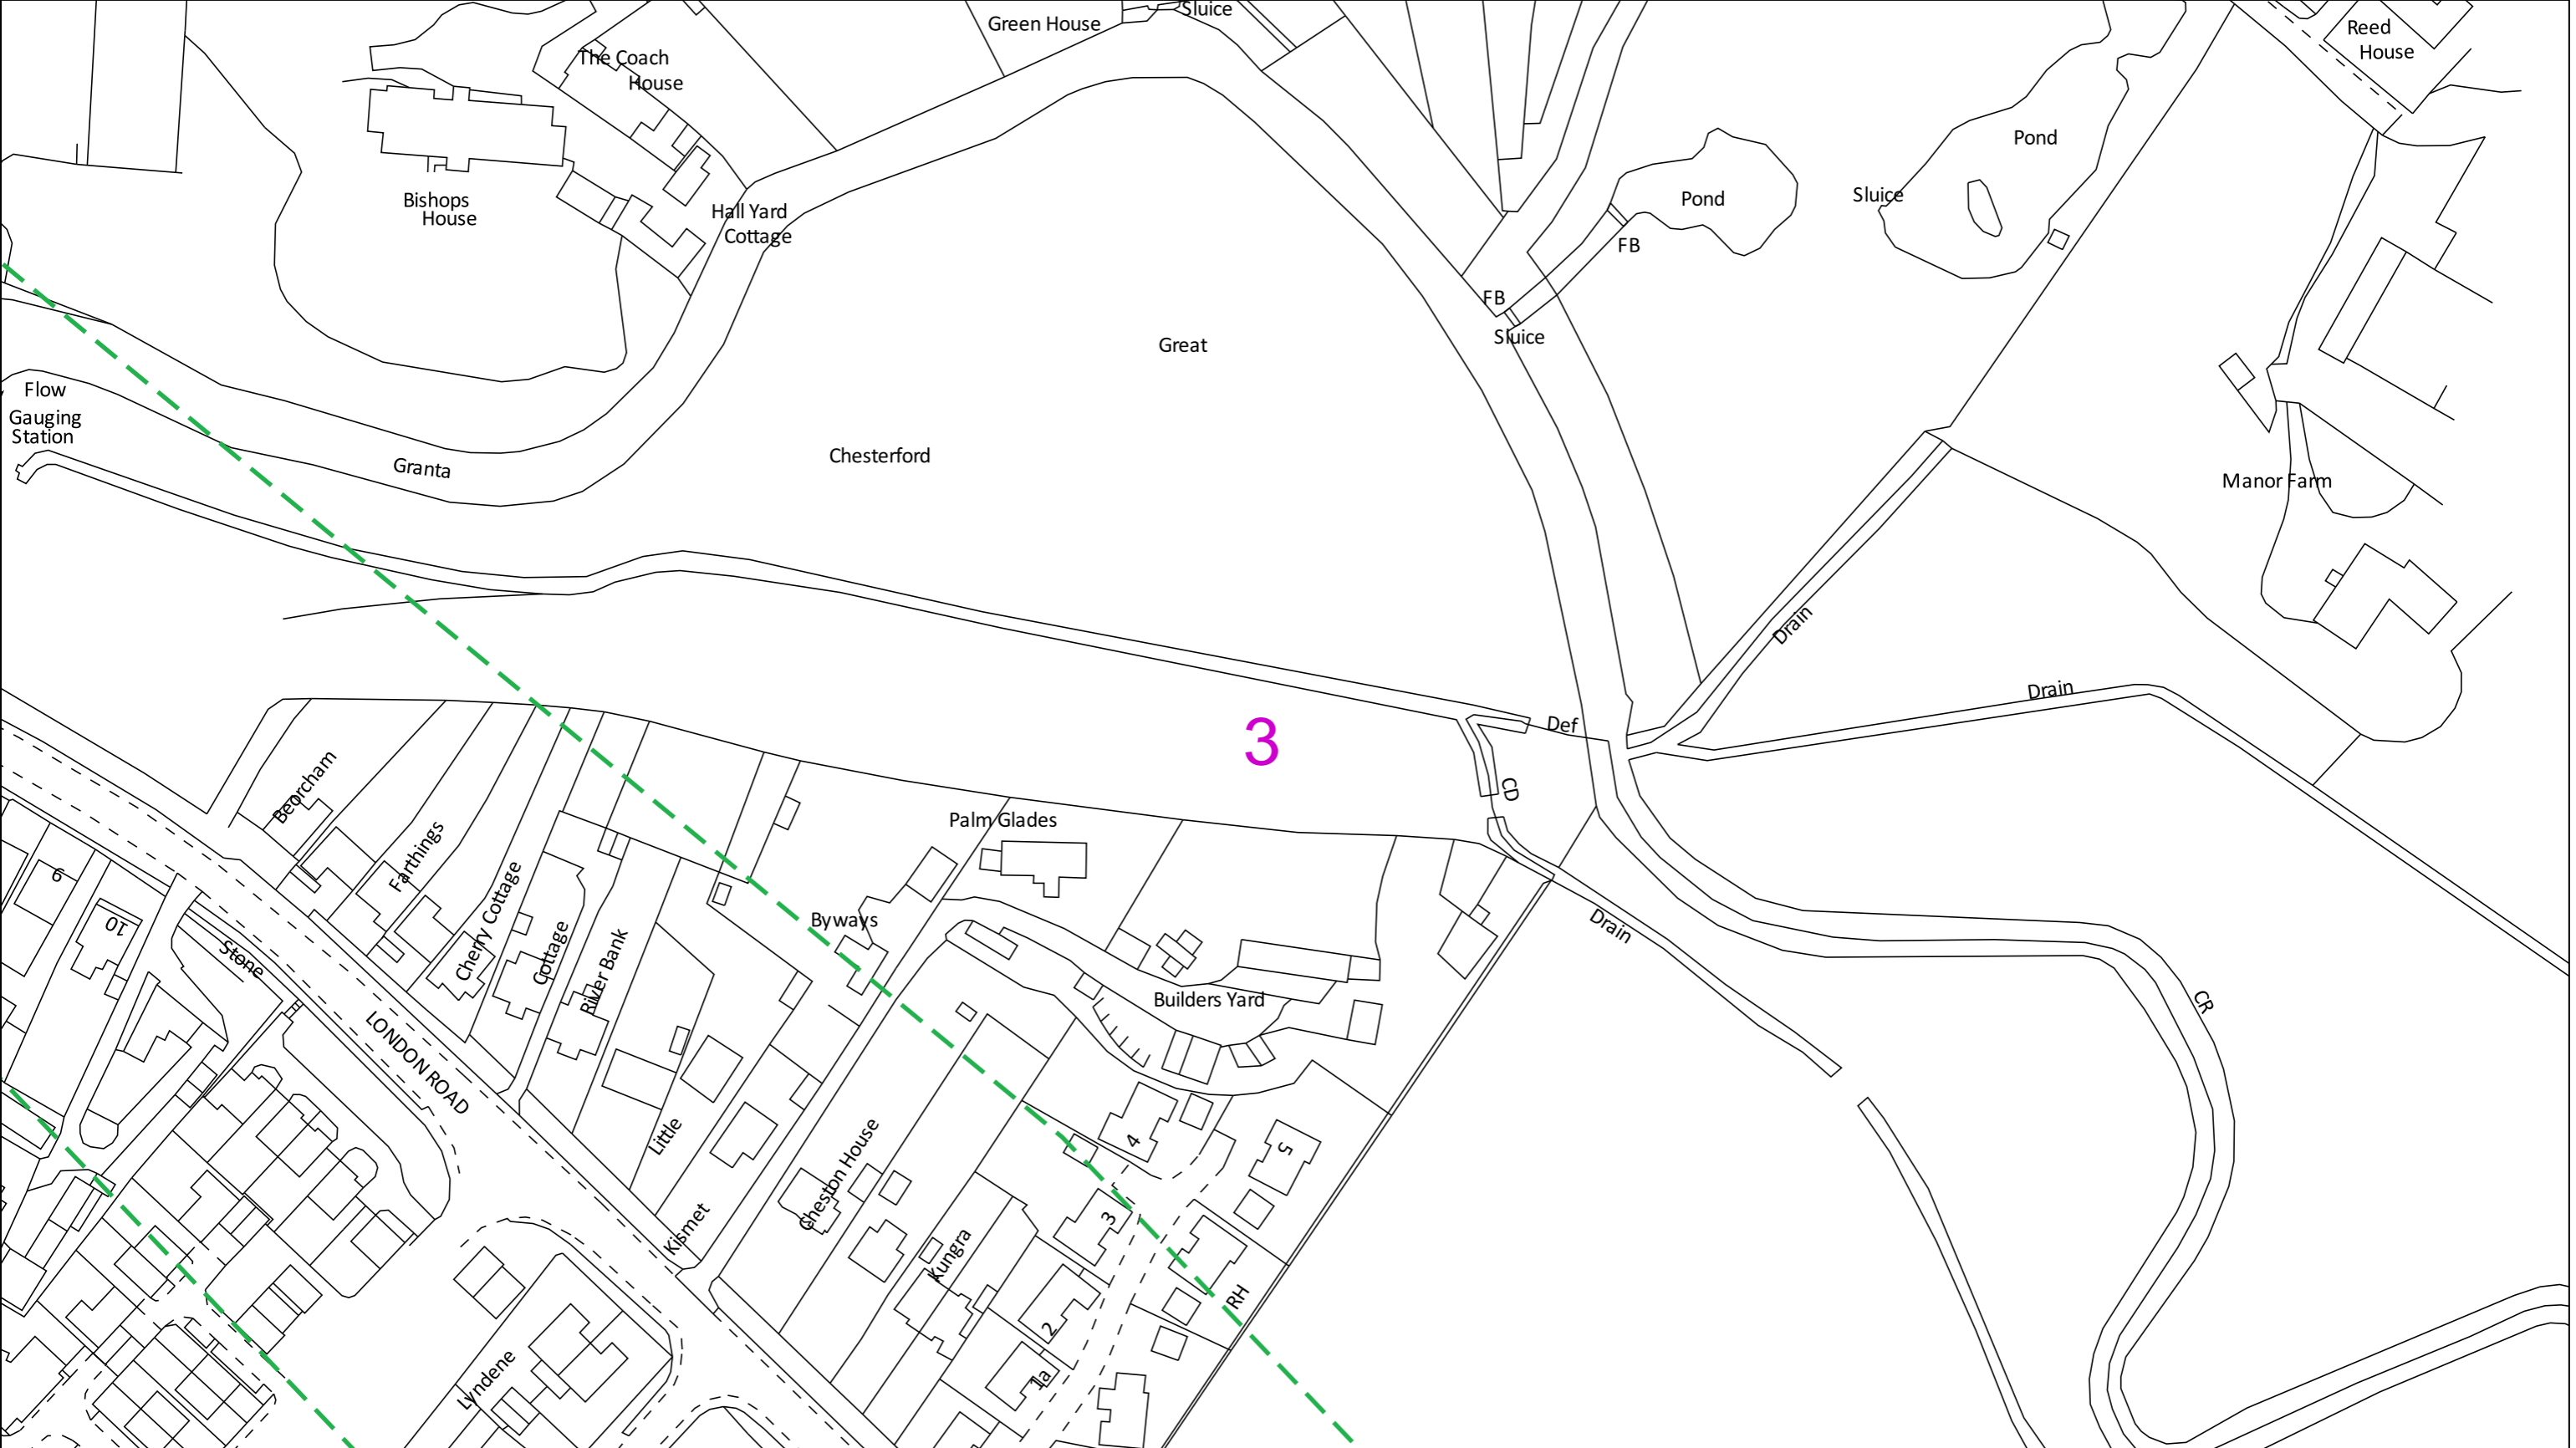 Green House
Sluice
Reed
House
The Coach
House
Pond
Sluice
Pond
Bishops
House
Hall Yard
Cottage
FB
FB
Sluice
Great
Flow
Gauging
Station
Chesterford
Granta
Manor Farm
Drain
Drain
Def
3
CD
Beorcham
Palm Glades
Farthings
9
10
Cherry Cottage
Cottage
River Bank
Byways
Drain
Stone
Builders Yard
CR
LONDON ROAD
Little
4
5
Cheston House
Kismet
3
Kungra
RH
2
1a
Lyndene